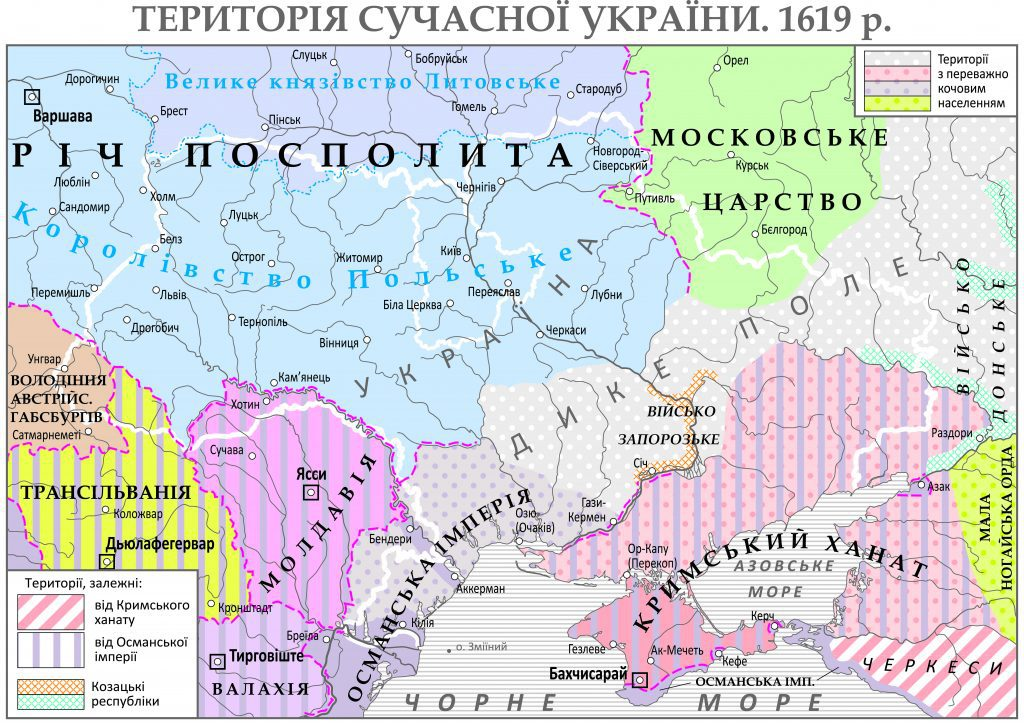 ТЕРИТОРІЯ СУЧАСНОЇ УКРАЇНИ. 1619 р.
Території
з переважно
кочовим
населенням
Слуцьк
Бобруйськ
Орел
Дорогичин
Велике князівство Литовське
Стародуб
Варшава
Брест
Пінськ
Гомель
РІЧ ПОСПОЛИТА
МОСКОВСЬКЕ
ЦАРСТВО
Новгород-
Сіверський
Курськ
Люблін
Холм
Чернігів
Путивль
Сандомир
Луцьк
Бєлгород
Королівство Польське
Белз
Острог
Житомир
Київ
Перемишль
Львів
Біла Церква
Переяслав
Лубни
УКРАЇНА
ДИКЕ ПОЛЕ
ВІЙСЬКО
ДОНСЬКЕ
Дрогобич
Тернопіль
Вінниця
Черкаси
Унгвар
ВОЛОДІННЯ
АВСТРІЙС.
ГАБСБУРГІВ
Кам’янець
Хотин
ВІЙСЬКО
ЗАПОРОЗЬКЕ
Сатмарнеметі
Сучава
Січ
Раздори
Ясси
МОЛДАВІЯ
ТРАНСІЛЬВАНІЯ
Коложвар
Озю
(Очаків)
Гази-
Кермен
Азак
МАЛА
НОГАЙСЬКА ОРДА
Бендери
ОСМАНСЬКА ІМПЕРІЯ
Дьюлафегервар
Ор-Капу
(Перекоп)
КРИМСЬКИЙ ХАНАТ
АЗОВСЬКЕ
МОРЕ
Аккерман
Території, залежні:
від Кримського
ханату
від Османської
імперії
Козацькі
республіки
Кронштадт
Бреїла
Кілія
о. Зміїний
Керч
Гезлеве
Ак-Мечеть
Кефе
Тирговіште
ВАЛАХІЯ
Бахчисарай
ОСМАНСЬКА ІМП.
ЧЕРКЕСИ
ЧОРНЕ МОРЕ